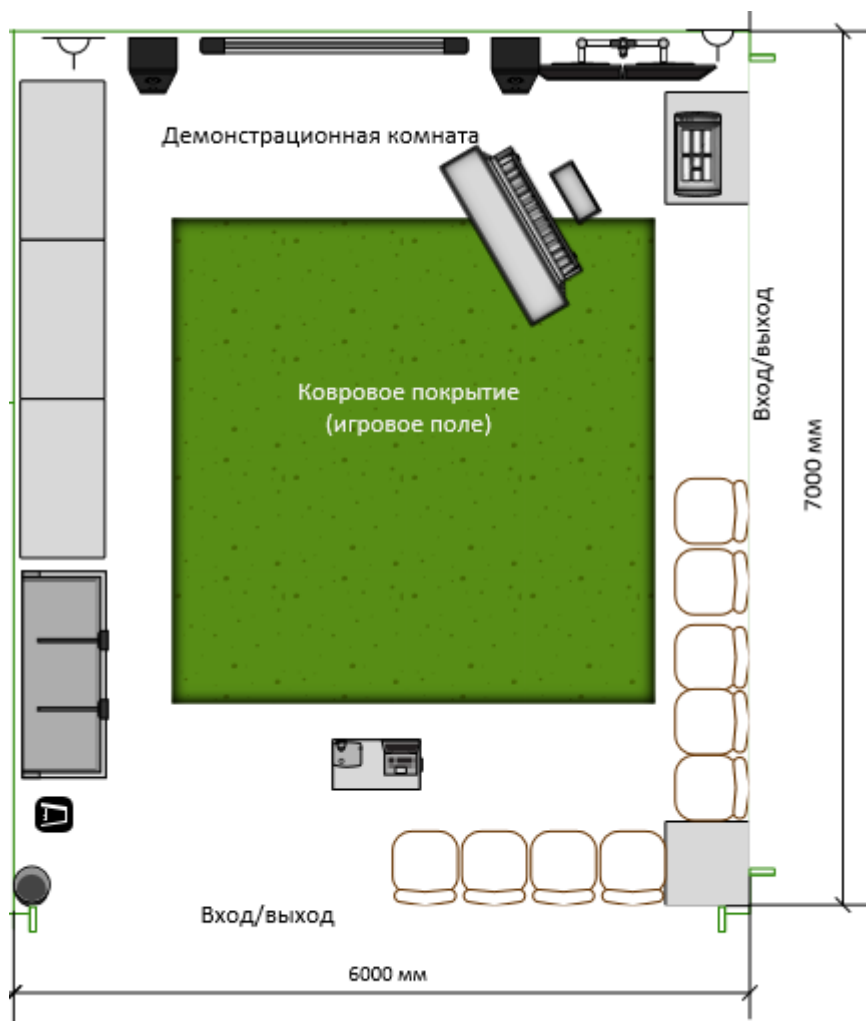 Демонстрационная комната
Ковровое покрытие
(игровое поле)
Вход/выход
7000 мм
Вход/выход
6000 мм